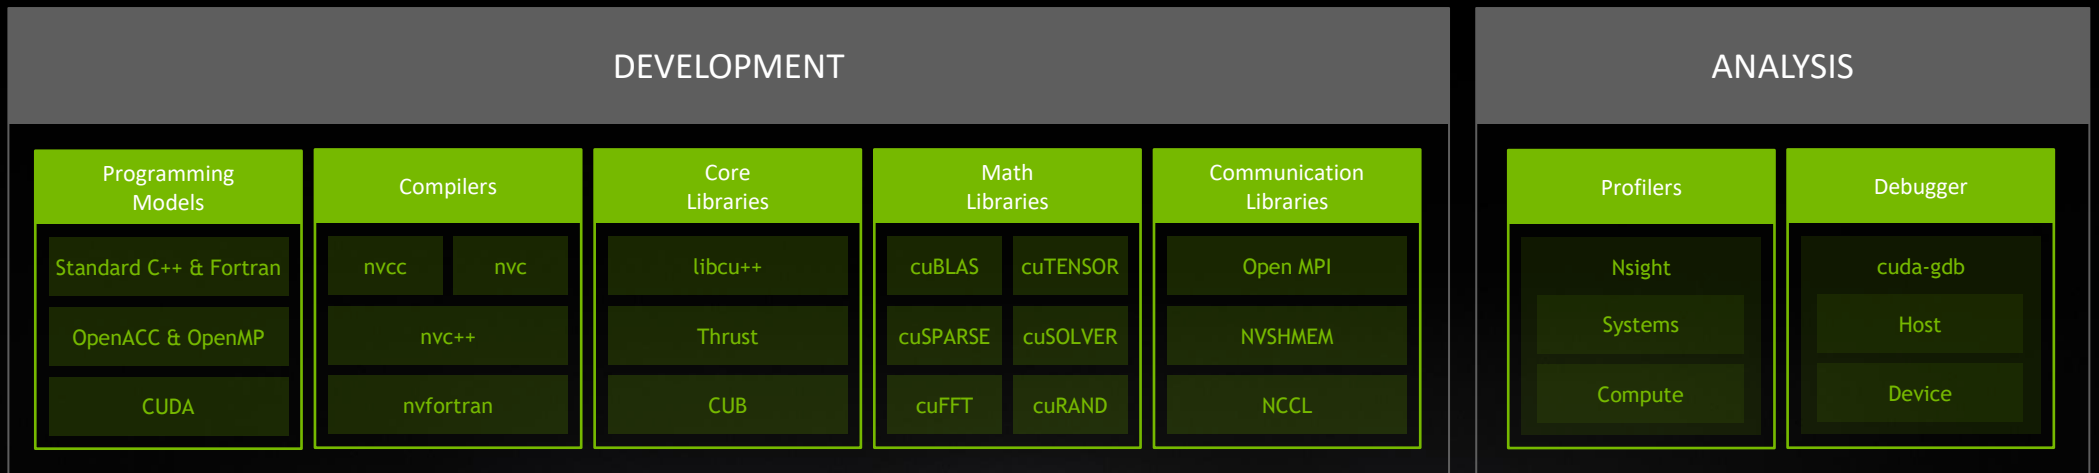 DEVELOPMENT
Programming
Models
Standard C++ & Fortran
OpenACC & OpenMP
CUDA
Compilers
nvcc
nvc
nvc++
nvfortran
Core
Libraries
libcu++
Thrust
CUB
Math
Libraries
cuBLAS
cuTENSOR
cuSPARSE
cuSOLVER
cuFFT
cuRAND
Communication
Libraries
Open MPI
NVSHMEM
NCCL
ANALYSIS
Profilers
Nsight
Systems
Compute
Debugger
cuda-gdb
Host
Device